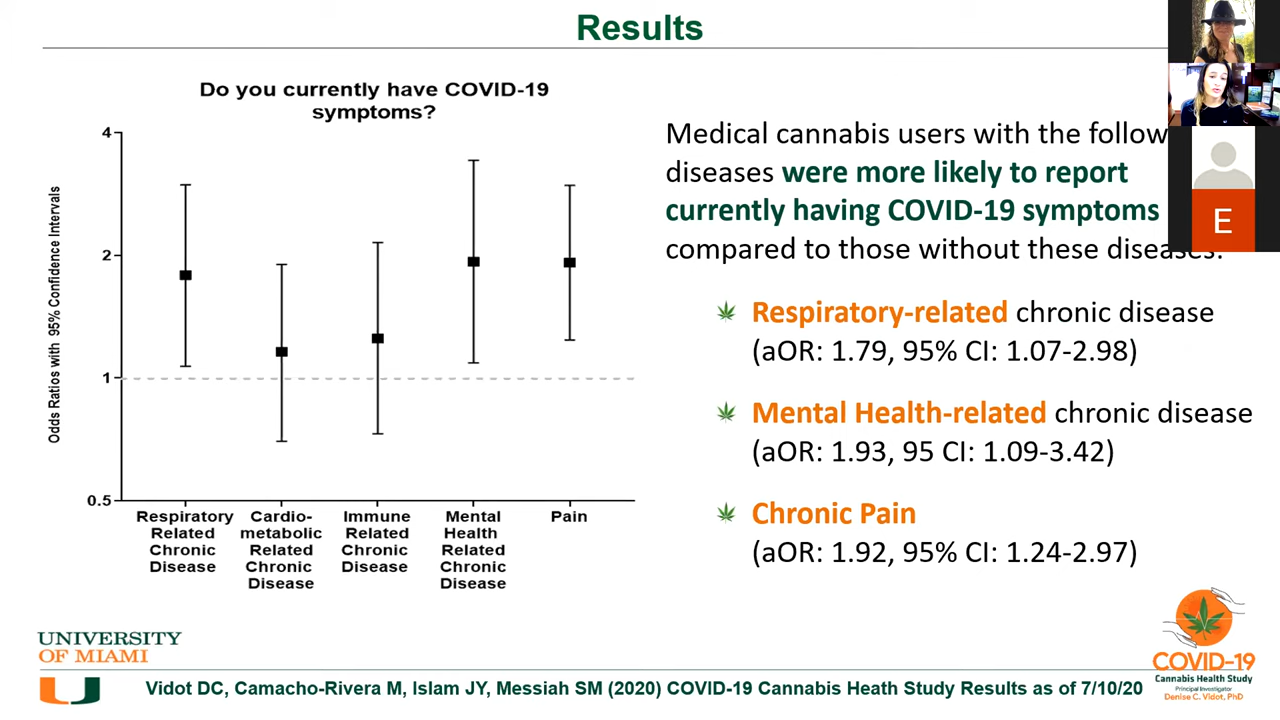 Results
Do you currently have COVID-19
symptoms?
4
2
1
0.5
Odds Ratios with 95% Confidence Intervals
Respiratory
Related
Chronic
Disease
Cardio-
metabolic
Related
Chronic
Disease
Immune
Related
Chronic
Disease
Mental
Health
Related
Chronic
Disease
Pain
Medical cannabis users with the follow
diseases were more likely to report
currently having COVID-19 symptoms
compared to those without these diseases.
Respiratory-related chronic disease
(aOR: 1.79, 95% CI: 1.07-2.98)
Mental Health-related chronic disease
(aOR: 1.93, 95 CI: 1.09-3.42)
Chronic Pain
(aOR: 1.92, 95% CI: 1.24-2.97)
E
UNIVERSITY
OF MIAMI
Vidot DC, Camacho-Rivera M, Islam JY, Messiah SM (2020) COVID-19 Cannabis Heath Study Results as of 7/10/20
COVID-19
Cannabis Health Study
Principal Investigator
Denise C. Vidot, PhD